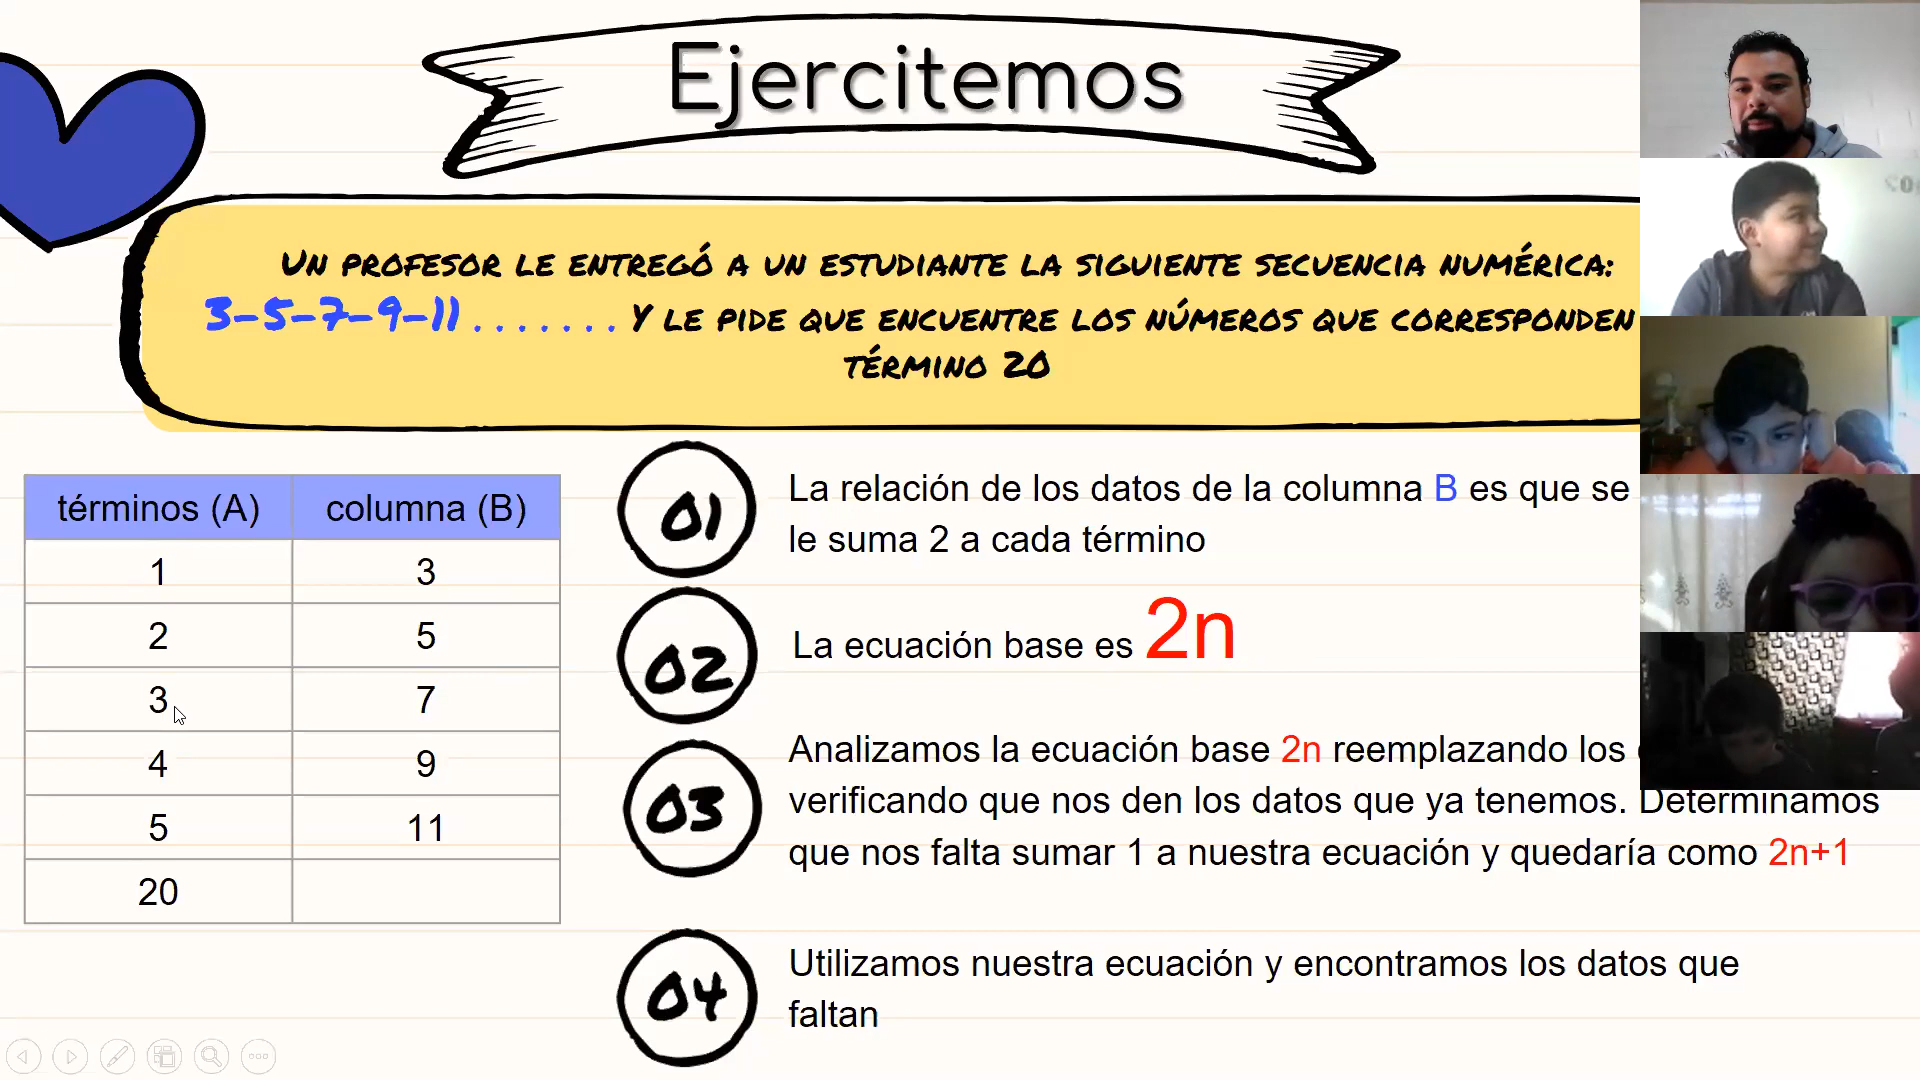 Ejercitemos
Un profesor le entregó a un estudiante la siguiente secuencia numérica:
3-5-7-9-11 ....... Y le pide que encuentre los números que corresponden
término 20
términos (A) columna (B)
1 3
2 5
3 7
4 9
5 11
20
01
La relación de los datos de la columna B es que se
le suma 2 a cada término
02
La ecuación base es 2n
03
Analizamos la ecuación base 2n reemplazando los
verificando que nos den los datos que ya tenemos. Determinamos
que nos falta sumar 1 a nuestra ecuación y quedaría como 2n+1
04
Utilizamos nuestra ecuación y encontramos los datos que
faltan